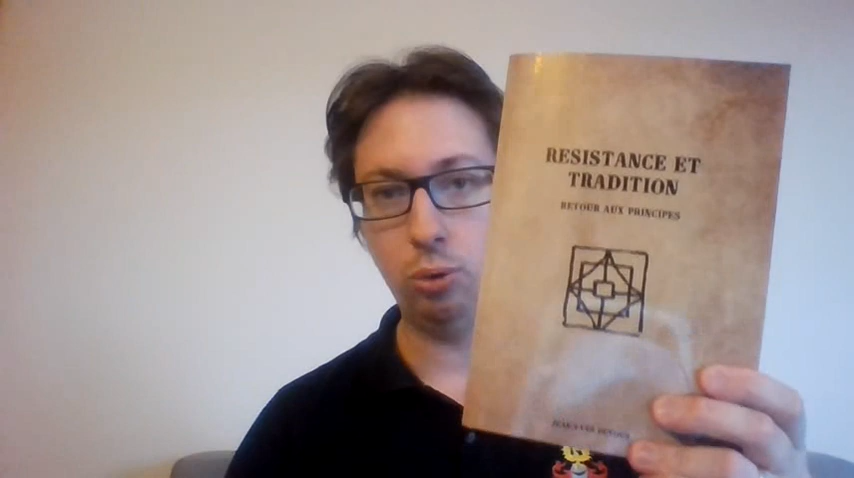 RESISTANCE ET
TRADITION
RETOUR AUX PRINCIPES